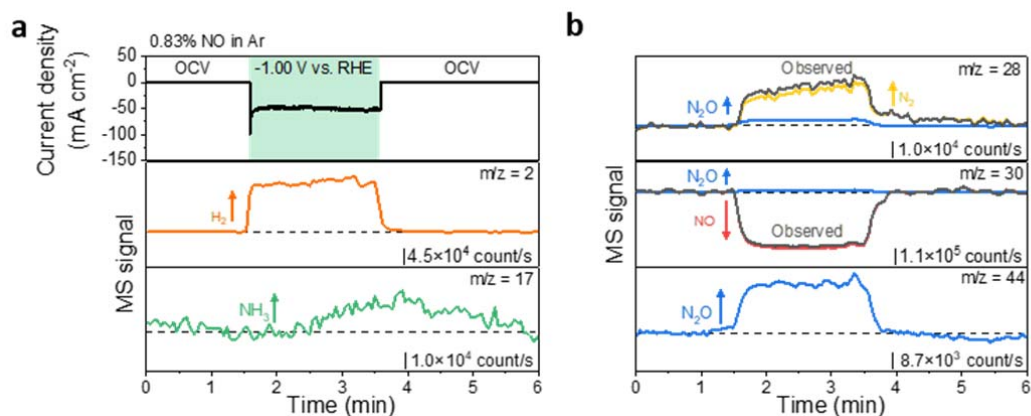 a
0.83% NO in Ar
Current density
(mA cm⁻²)
50
0
-50
-100
-150
OCV
-1.00 V vs. RHE
OCV
MS signal
m/z = 2
H₂
4.5×10⁴ count/s
m/z = 17
NH₃
1.0×10⁴ count/s
0 1 2 3 4 5 6
Time (min)
b
MS signal
Observed
m/z = 28
N₂O
N₂
1.0×10⁴ count/s
N₂O
m/z = 30
NO
Observed
1.1×10⁵ count/s
m/z = 44
N₂O
8.7×10³ count/s
0 1 2 3 4 5 6
Time (min)